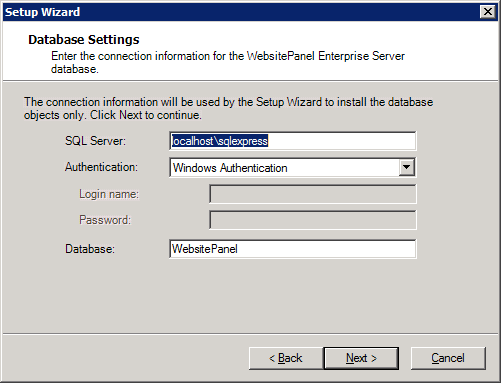 Setup Wizard
Database Settings
Enter the connection information for the WebsitePanel Enterprise Server
database.
The connection information will be used by the Setup Wizard to install the database
objects only. Click Next to continue.
SQL Server: localhost\sqlexpress
Authentication: Windows Authentication
Login name:
Password:
Database: WebsitePanel
< Back Next > Cancel